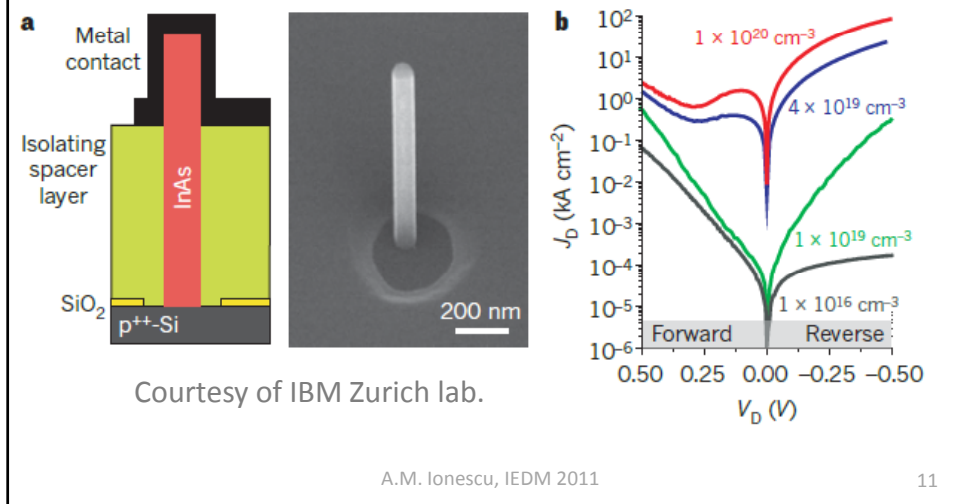 a
Metal
contact
Isolating
spacer
layer
InAs
SiO₂
p⁺⁺-Si
200 nm
b
10²
10¹
10⁰
10⁻¹
10⁻²
10⁻³
10⁻⁴
10⁻⁵
10⁻⁶
J_D (kA cm⁻²)
1 × 10²⁰ cm⁻³
4 × 10¹⁹ cm⁻³
1 × 10¹⁹ cm⁻³
1 × 10¹⁶ cm⁻³
Forward Reverse
0.50 0.25 0.00 −0.25 −0.50
V_D (V)
Courtesy of IBM Zurich lab.
A.M. Ionescu, IEDM 2011 11